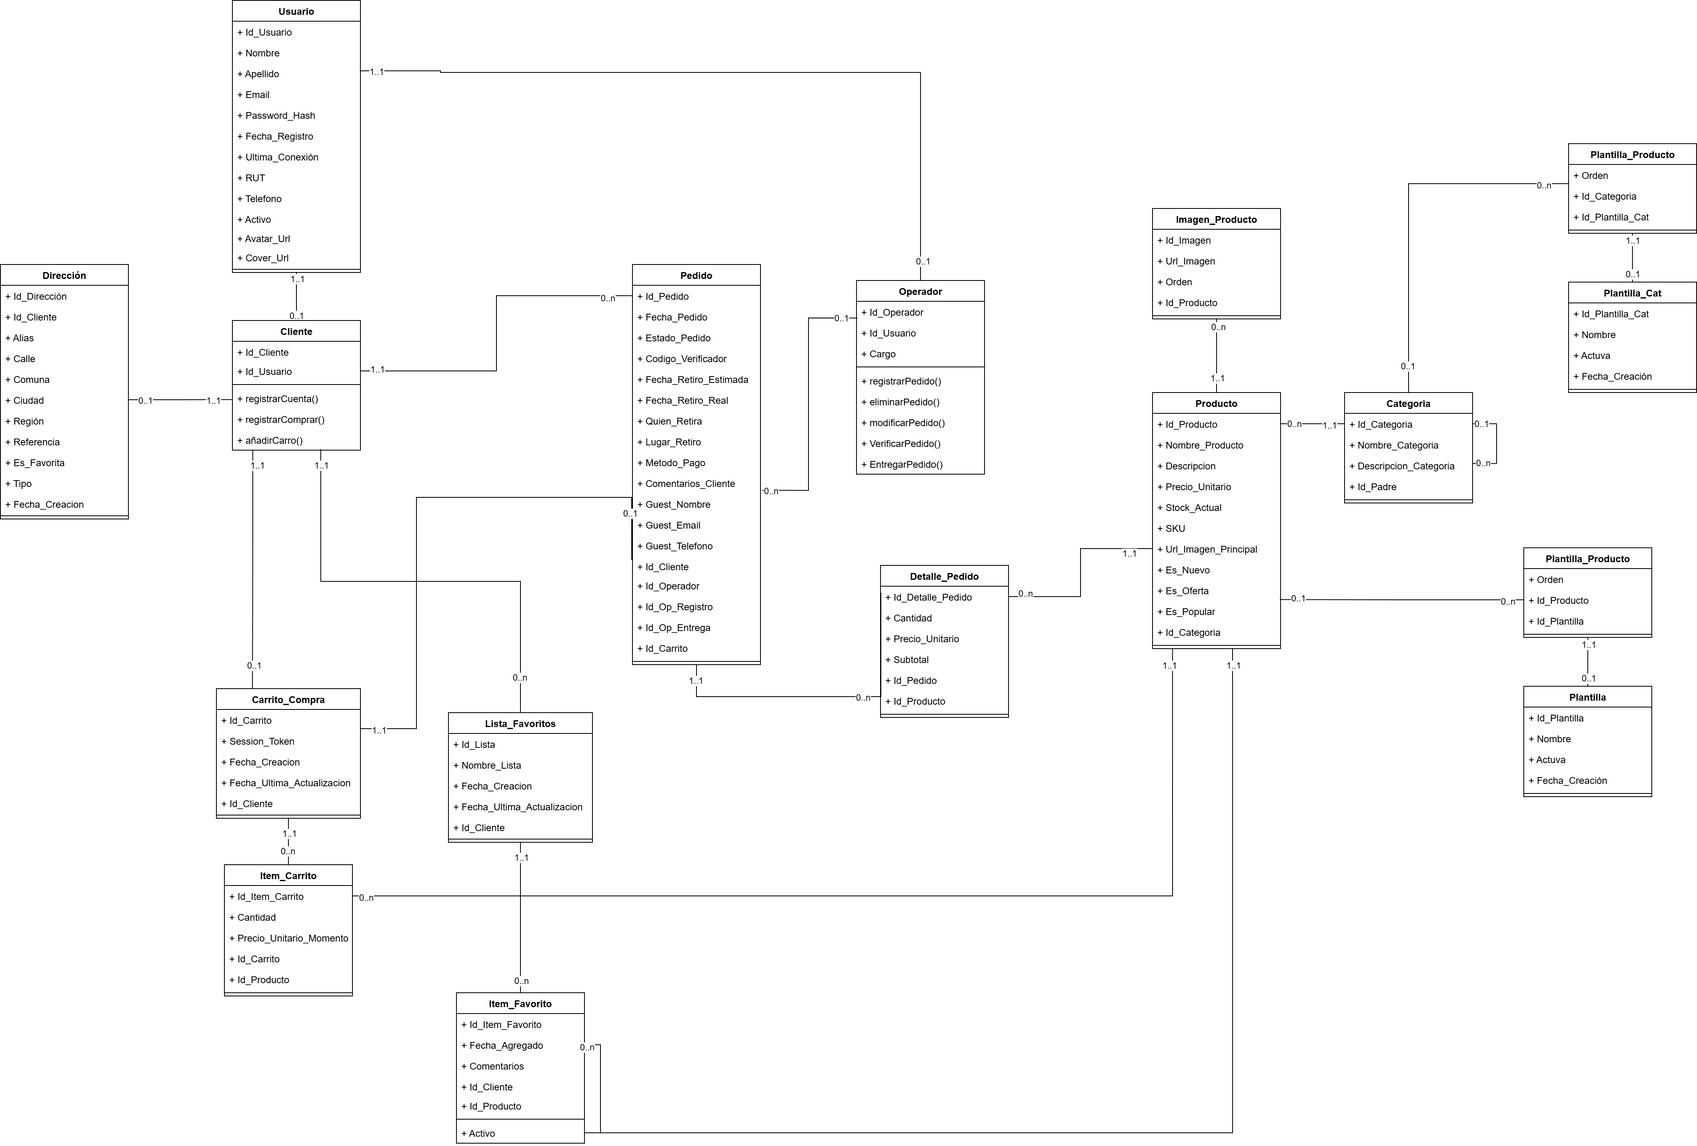 Usuario
+ Id_Usuario
+ Nombre
+ Apellido
+ Email
+ Password_Hash
+ Fecha_Registro
+ Ultima_Conexión
+ RUT
+ Telefono
+ Activo
+ Avatar_Url
+ Cover_Url
1..1
1..1
0..1
0..1
Dirección
+ Id_Dirección
+ Id_Cliente
+ Alias
+ Calle
+ Comuna
+ Ciudad
+ Región
+ Referencia
+ Es_Favorita
+ Tipo
+ Fecha_Creacion
0..1
1..1
Cliente
+ Id_Cliente
+ Id_Usuario
+ registrarCuenta()
+ registrarComprar()
+ añadirCarro()
1..1
0..n
1..1
1..1
Pedido
+ Id_Pedido
+ Fecha_Pedido
+ Estado_Pedido
+ Codigo_Verificador
+ Fecha_Retiro_Estimada
+ Fecha_Retiro_Real
+ Quien_Retira
+ Lugar_Retiro
+ Metodo_Pago
+ Comentarios_Cliente
+ Guest_Nombre
+ Guest_Email
+ Guest_Telefono
+ Id_Cliente
+ Id_Operador
+ Id_Op_Registro
+ Id_Op_Entrega
+ Id_Carrito
0..1
0..n
0..1
1..1
0..n
Operador
+ Id_Operador
+ Id_Usuario
+ Cargo
+ registrarPedido()
+ eliminarPedido()
+ modificarPedido()
+ VerificarPedido()
+ EntregarPedido()
Imagen_Producto
+ Id_Imagen
+ Url_Imagen
+ Orden
+ Id_Producto
0..n
1..1
Plantilla_Producto
+ Orden
+ Id_Categoria
+ Id_Plantilla_Cat
0..n
0..1
1..1
0..1
Plantilla_Cat
+ Id_Plantilla_Cat
+ Nombre
+ Actuva
+ Fecha_Creación
Producto
+ Id_Producto
+ Nombre_Producto
+ Descripcion
+ Precio_Unitario
+ Stock_Actual
+ SKU
+ Url_Imagen_Principal
+ Es_Nuevo
+ Es_Oferta
+ Es_Popular
+ Id_Categoria
0..n
1..1
Categoria
+ Id_Categoria
+ Nombre_Categoria
+ Descripcion_Categoria
+ Id_Padre
0..1
0..n
Detalle_Pedido
+ Id_Detalle_Pedido
+ Cantidad
+ Precio_Unitario
+ Subtotal
+ Id_Pedido
+ Id_Producto
0..n
1..1
Plantilla_Producto
+ Orden
+ Id_Producto
+ Id_Plantilla
0..1
0..n
1..1
0..1
Plantilla
+ Id_Plantilla
+ Nombre
+ Actuva
+ Fecha_Creación
1..1
1..1
0..1
Carrito_Compra
+ Id_Carrito
+ Session_Token
+ Fecha_Creacion
+ Fecha_Ultima_Actualizacion
+ Id_Cliente
1..1
1..1
0..n
0..n
Lista_Favoritos
+ Id_Lista
+ Nombre_Lista
+ Fecha_Creacion
+ Fecha_Ultima_Actualizacion
+ Id_Cliente
1..1
0..n
Item_Carrito
+ Id_Item_Carrito
+ Cantidad
+ Precio_Unitario_Momento
+ Id_Carrito
+ Id_Producto
0..n
Item_Favorito
+ Id_Item_Favorito
+ Fecha_Agregado
+ Comentarios
+ Id_Cliente
+ Id_Producto
+ Activo
0..n